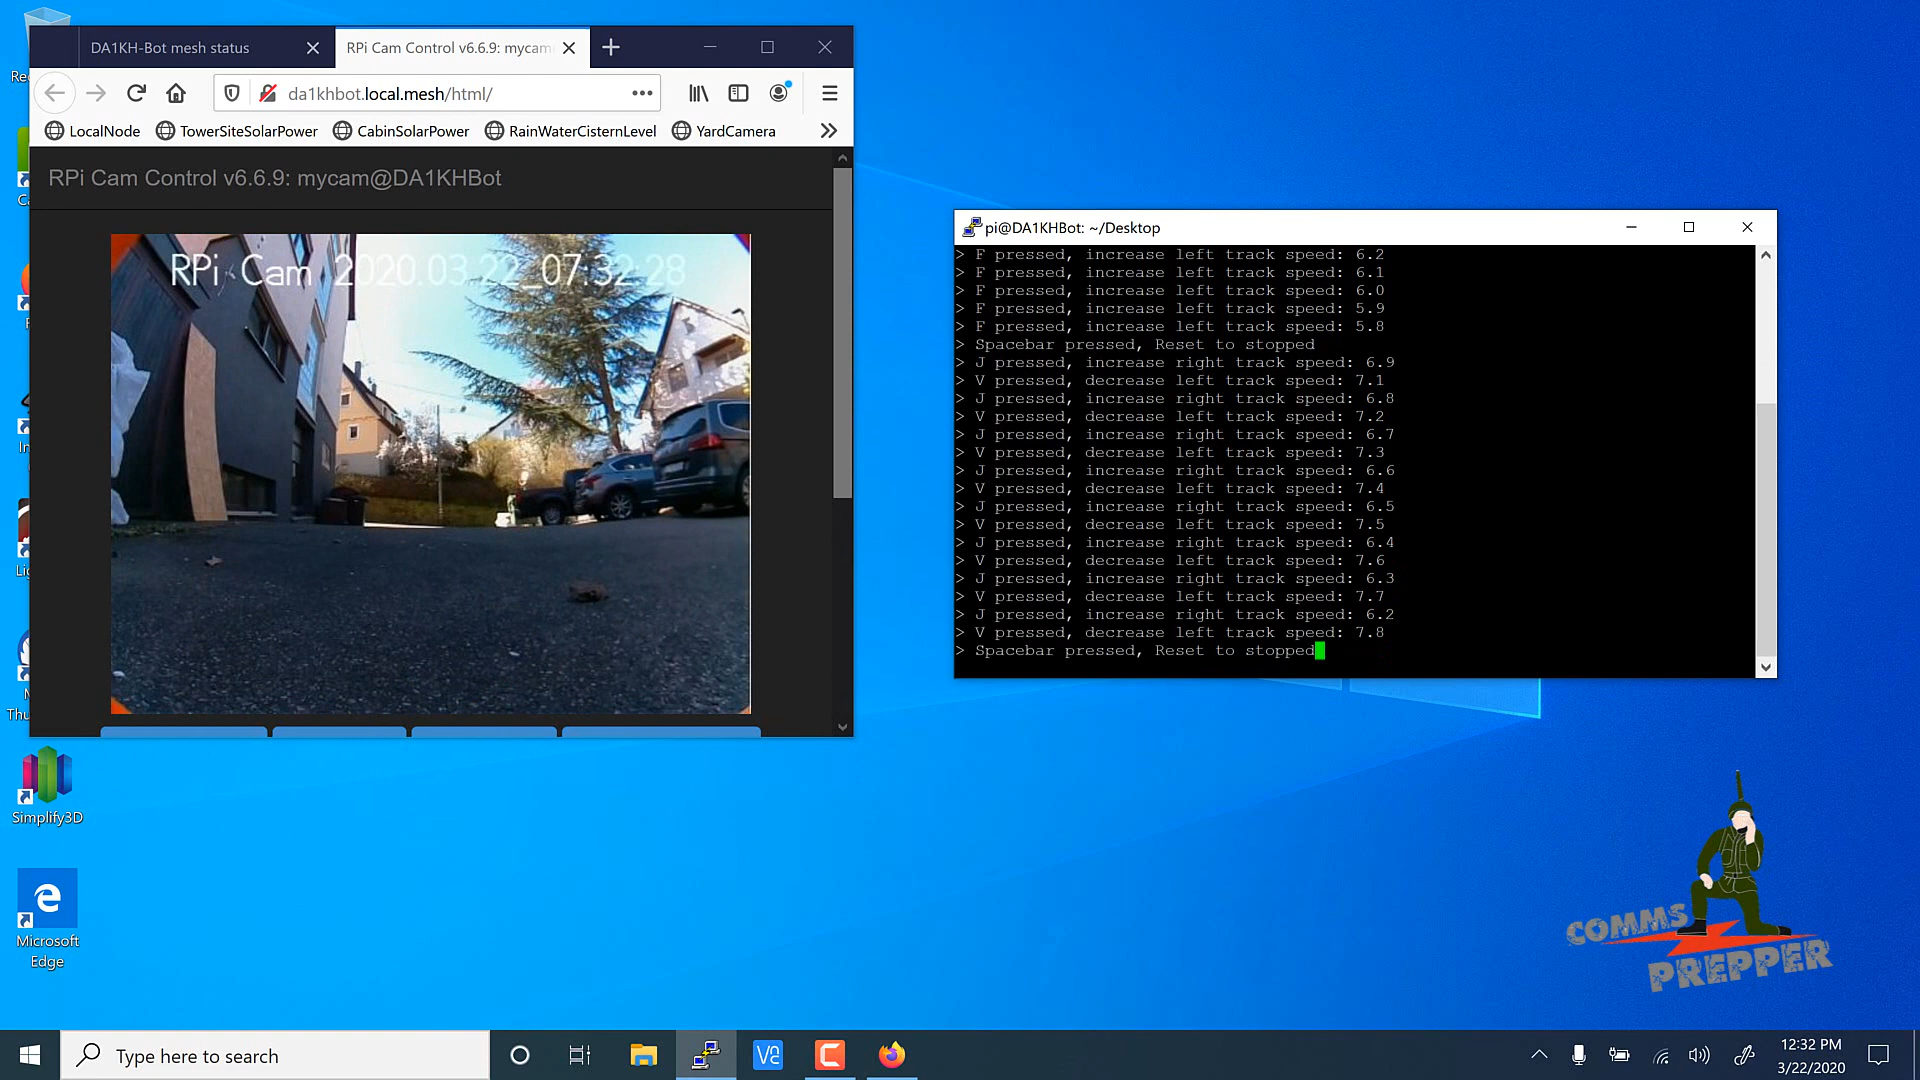 DA1KH-Bot mesh status
RPi Cam Control v6.6.9: mycam
da1khbot.local.mesh/html/
LocalNode
TowerSiteSolarPower
CabinSolarPower
RainWaterCisternLevel
YardCamera
RPi Cam Control v6.6.9: mycam@DA1KHBot
RPi Cam 2020.03.22_07:32:28
pi@DA1KHBot: ~/Desktop
> F pressed, increase left track speed: 6.2
> F pressed, increase left track speed: 6.1
> F pressed, increase left track speed: 6.0
> F pressed, increase left track speed: 5.9
> F pressed, increase left track speed: 5.8
> Spacebar pressed, Reset to stopped
> J pressed, increase right track speed: 6.9
> V pressed, decrease left track speed: 7.1
> J pressed, increase right track speed: 6.8
> V pressed, decrease left track speed: 7.2
> J pressed, increase right track speed: 6.7
> V pressed, decrease left track speed: 7.3
> J pressed, increase right track speed: 6.6
> V pressed, decrease left track speed: 7.4
> J pressed, increase right track speed: 6.5
> V pressed, decrease left track speed: 7.5
> J pressed, increase right track speed: 6.4
> V pressed, decrease left track speed: 7.6
> J pressed, increase right track speed: 6.3
> V pressed, decrease left track speed: 7.7
> J pressed, increase right track speed: 6.2
> V pressed, decrease left track speed: 7.8
> Spacebar pressed, Reset to stopped
Simplify3D
Microsoft
Edge
COMMS
PREPPER
Type here to search
12:32 PM
3/22/2020